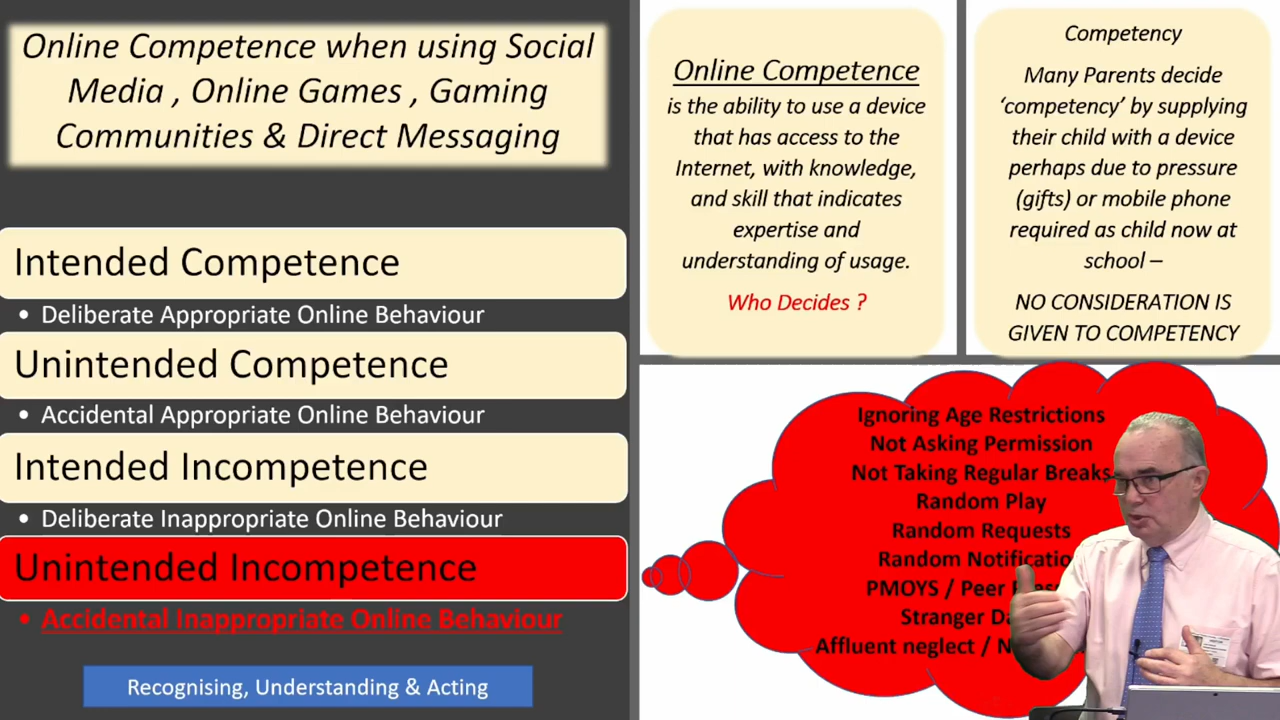 Online Competence when using Social
Media , Online Games , Gaming
Communities & Direct Messaging
Intended Competence
• Deliberate Appropriate Online Behaviour
Unintended Competence
• Accidental Appropriate Online Behaviour
Intended Incompetence
• Deliberate Inappropriate Online Behaviour
Unintended Incompetence
• Accidental Inappropriate Online Behaviour
Recognising, Understanding & Acting
Online Competence
is the ability to use a device
that has access to the
Internet, with knowledge,
and skill that indicates
expertise and
understanding of usage.
Who Decides ?
Competency
Many Parents decide
‘competency’ by supplying
their child with a device
perhaps due to pressure
(gifts) or mobile phone
required as child now at
school –
NO CONSIDERATION IS
GIVEN TO COMPETENCY
Ignoring Age Restrictions
Not Asking Permission
Not Taking Regular Breaks
Random Play
Random Requests
Random
PMOYS / Peer
Stranger
Affluent neglect /